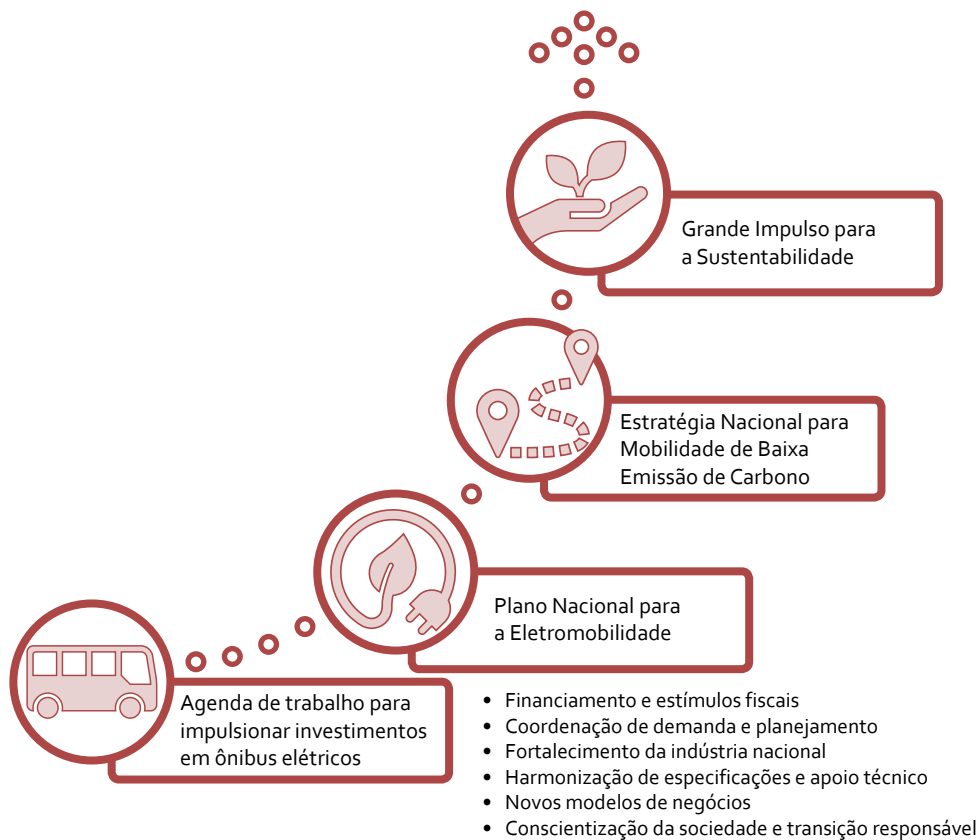 Grande Impulso para
a Sustentabilidade
Estratégia Nacional para
Mobilidade de Baixa
Emissão de Carbono
Plano Nacional para
a Eletromobilidade
Agenda de trabalho para
impulsionar investimentos
em ônibus elétricos
• Financiamento e estímulos fiscais
• Coordenação de demanda e planejamento
• Fortalecimento da indústria nacional
• Harmonização de especificações e apoio técnico
• Novos modelos de negócios
• Conscientização da sociedade e transição responsável